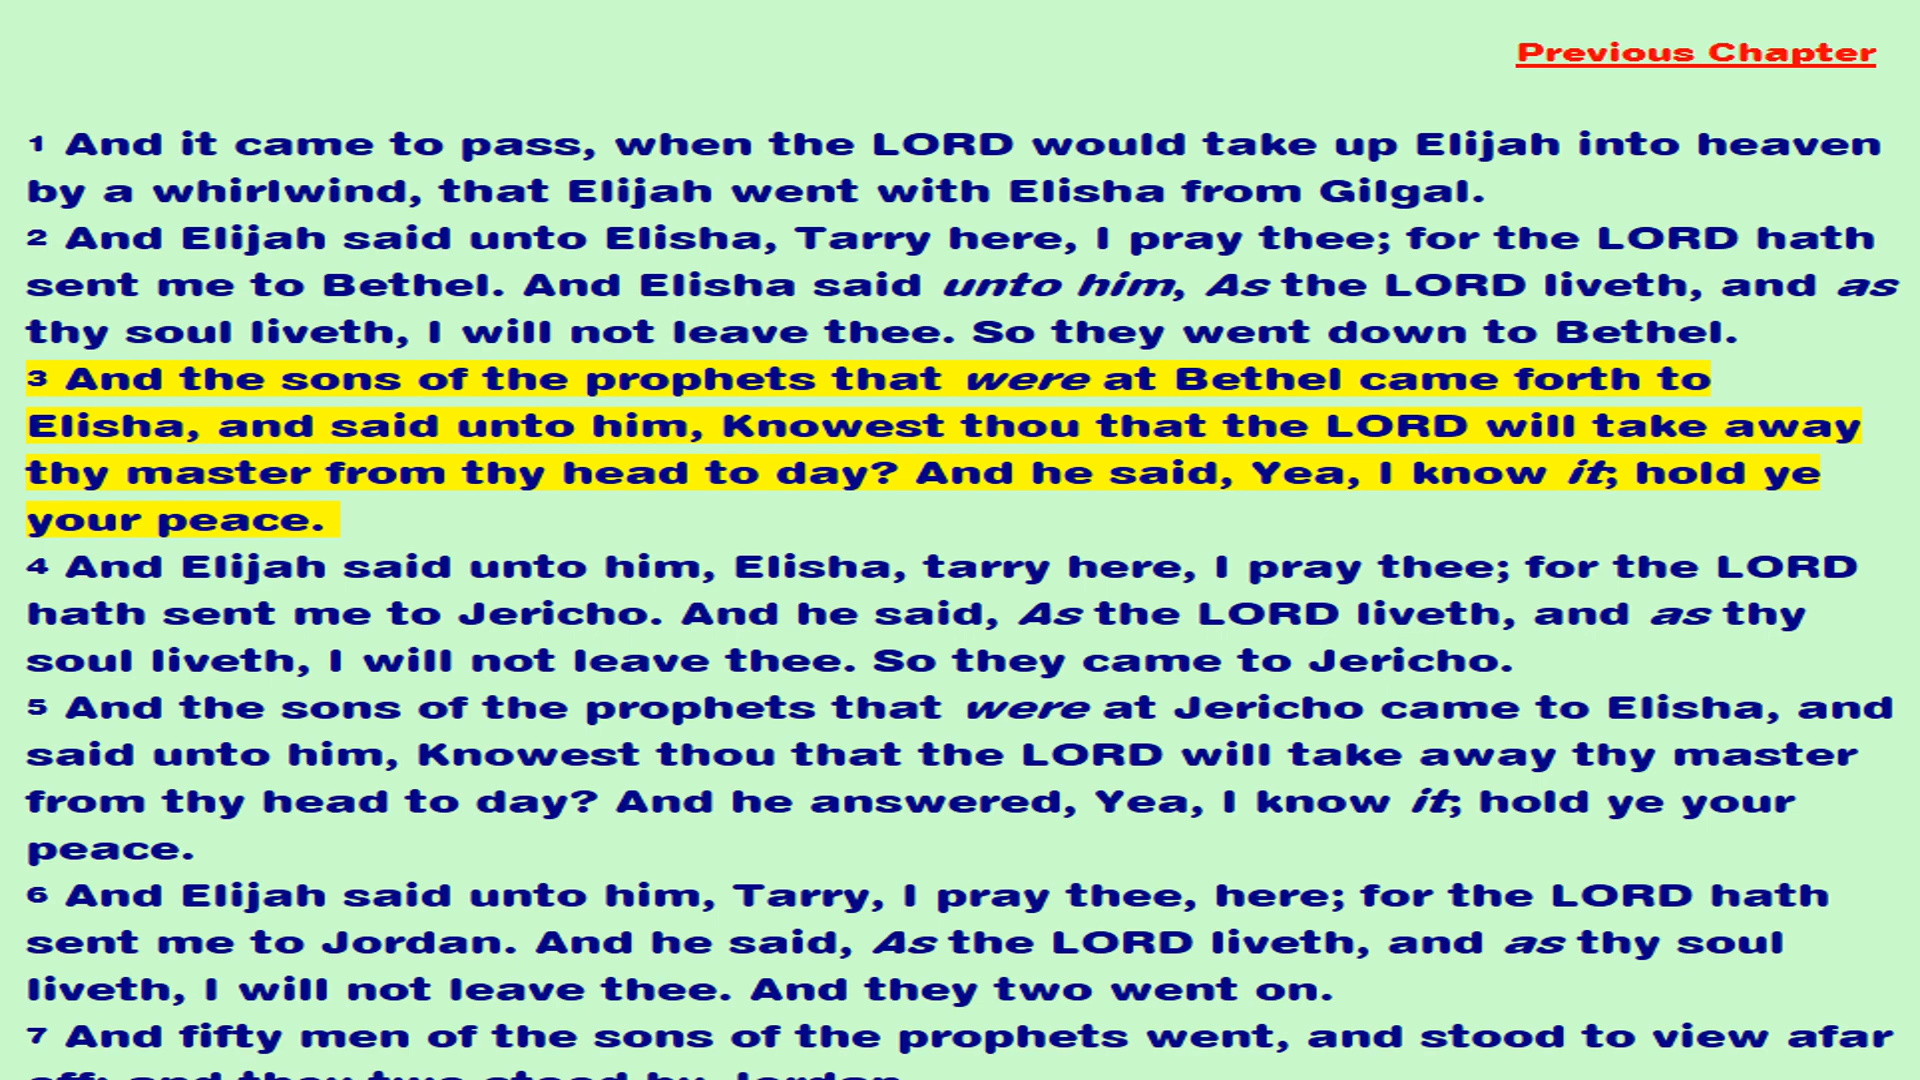 Previous Chapter
1 And it came to pass, when the LORD would take up Elijah into heaven
by a whirlwind, that Elijah went with Elisha from Gilgal.
2 And Elijah said unto Elisha, Tarry here, I pray thee; for the LORD hath
sent me to Bethel. And Elisha said unto him, As the LORD liveth, and as
thy soul liveth, I will not leave thee. So they went down to Bethel.
3 And the sons of the prophets that were at Bethel came forth to
Elisha, and said unto him, Knowest thou that the LORD will take away
thy master from thy head to day? And he said, Yea, I know it; hold ye
your peace.
4 And Elijah said unto him, Elisha, tarry here, I pray thee; for the LORD
hath sent me to Jericho. And he said, As the LORD liveth, and as thy
soul liveth, I will not leave thee. So they came to Jericho.
5 And the sons of the prophets that were at Jericho came to Elisha, and
said unto him, Knowest thou that the LORD will take away thy master
from thy head to day? And he answered, Yea, I know it; hold ye your
peace.
6 And Elijah said unto him, Tarry, I pray thee, here; for the LORD hath
sent me to Jordan. And he said, As the LORD liveth, and as thy soul
liveth, I will not leave thee. And they two went on.
7 And fifty men of the sons of the prophets went, and stood to view afar
off: and they two stood by Jordan.